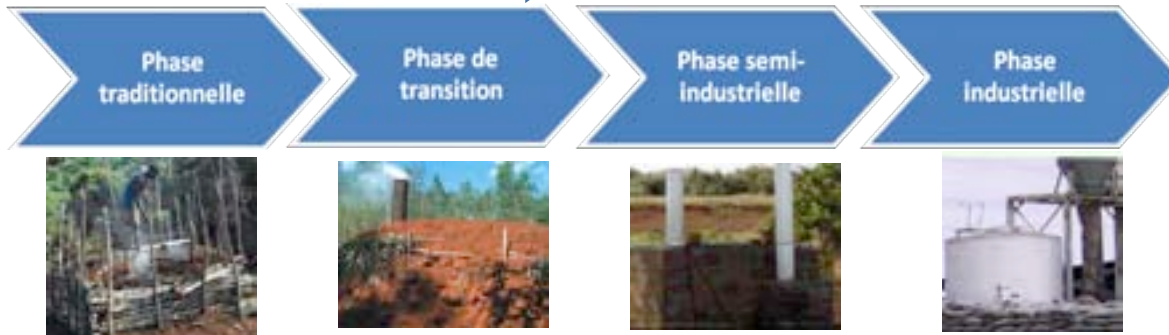 Phase
traditionnelle
Phase de
transition
Phase semi-
industrielle
Phase
industrielle